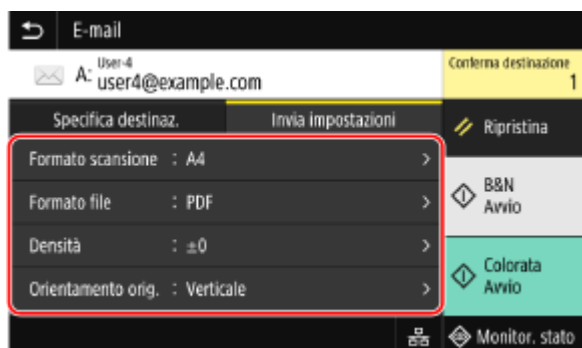 E-mail
A: User-4
user4@example.com
Conferma destinazione
1
Specifica destinaz.
Invia impostazioni
Ripristina
Formato scansione : A4
Formato file : PDF
Densità : ±0
Orientamento orig. : Verticale
B&N
Avvio
Colorata
Avvio
Monitor. stato